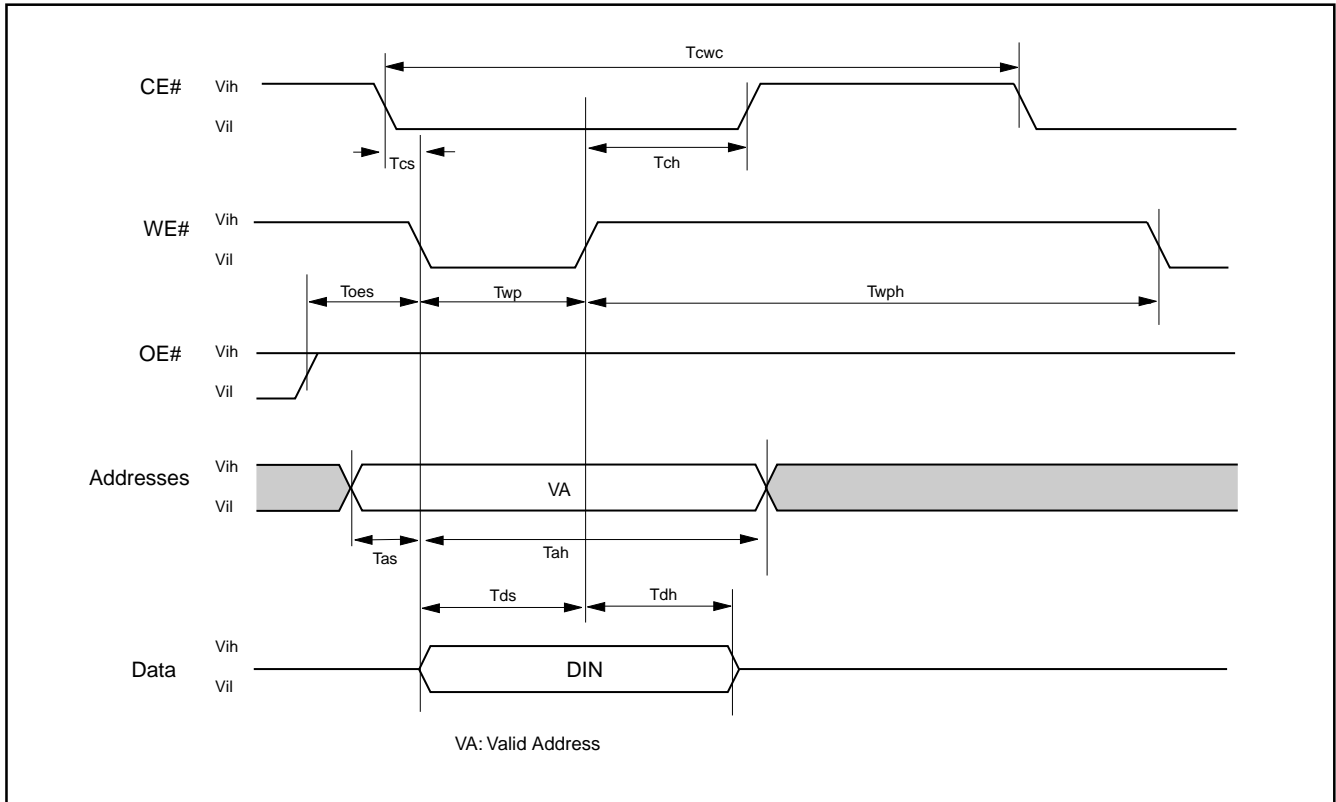 Tcwc
CE#
Vih
Vil
Tcs
Tch
WE#
Vih
Vil
Toes
Twp
Twph
OE#
Vih
Vil
Addresses
Vih
VA
Vil
Tas
Tah
Tds
Tdh
Data
Vih
DIN
Vil
VA: Valid Address